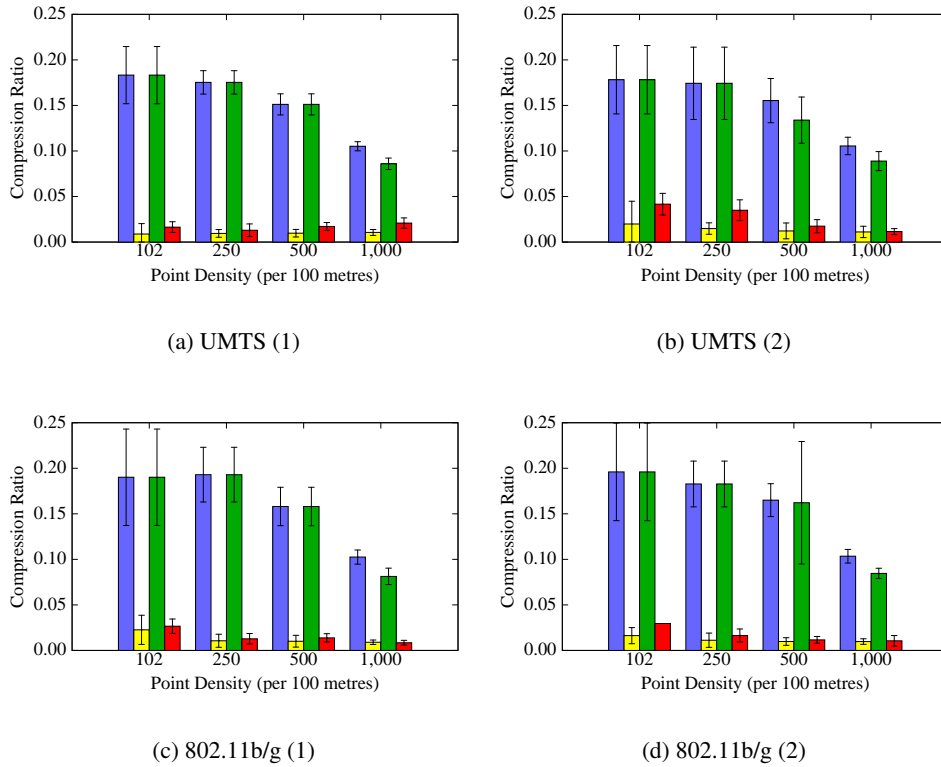 0.25
0.20
0.15
0.10
0.05
0.00
Compression Ratio
102 250 500 1,000
Point Density (per 100 metres)
(a) UMTS (1)
0.25
0.20
0.15
0.10
0.05
0.00
Compression Ratio
102 250 500 1,000
Point Density (per 100 metres)
(b) UMTS (2)
0.25
0.20
0.15
0.10
0.05
0.00
Compression Ratio
102 250 500 1,000
Point Density (per 100 metres)
(c) 802.11b/g (1)
0.25
0.20
0.15
0.10
0.05
0.00
Compression Ratio
102 250 500 1,000
Point Density (per 100 metres)
(d) 802.11b/g (2)